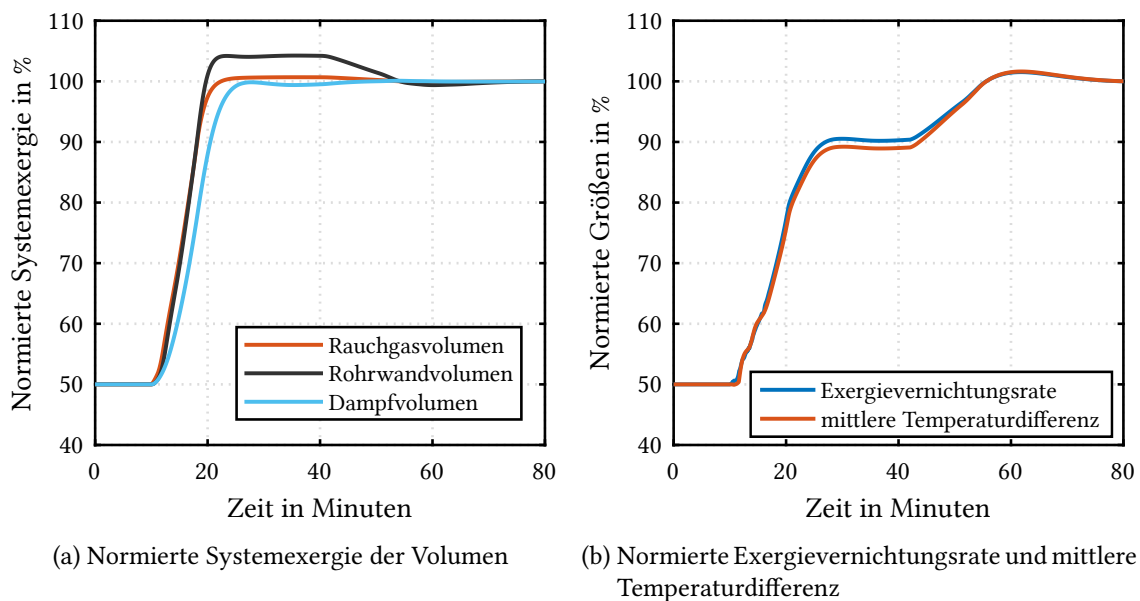 Normierte Systemexergie in %
110
100
90
80
70
60
50
40
0 20 40 60 80
Zeit in Minuten
Rauchgasvolumen
Rohrwandvolumen
Dampfvolumen
(a) Normierte Systemexergie der Volumen
Normierte Größen in %
110
100
90
80
70
60
50
40
0 20 40 60 80
Zeit in Minuten
Exergievernichtungsrate
mittlere Temperaturdifferenz
(b) Normierte Exergievernichtungsrate und mittlere
Temperaturdifferenz